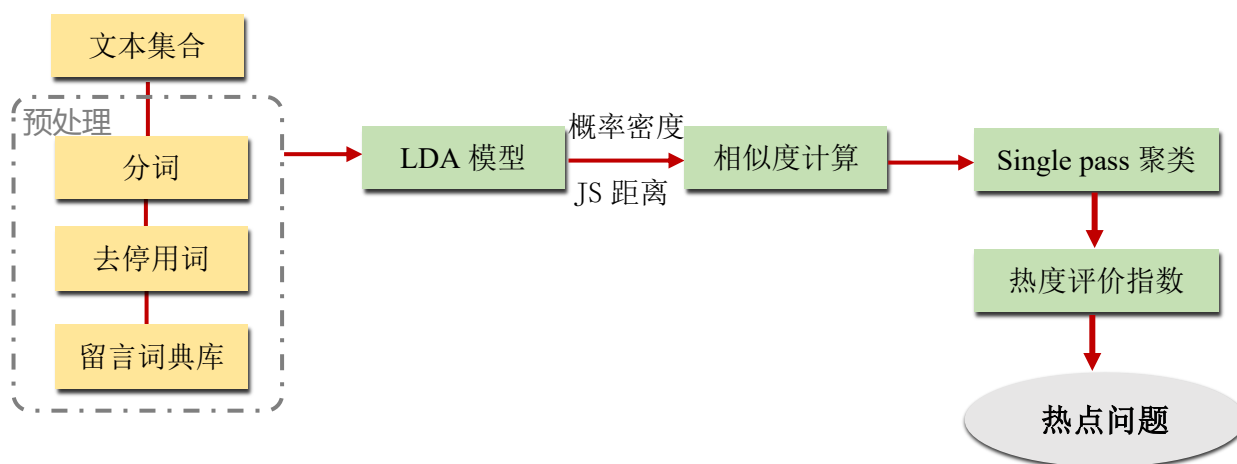 文本集合
预处理
分词
去停用词
留言词典库
LDA 模型
概率密度
JS 距离
相似度计算
Single pass 聚类
热度评价指数
热点问题